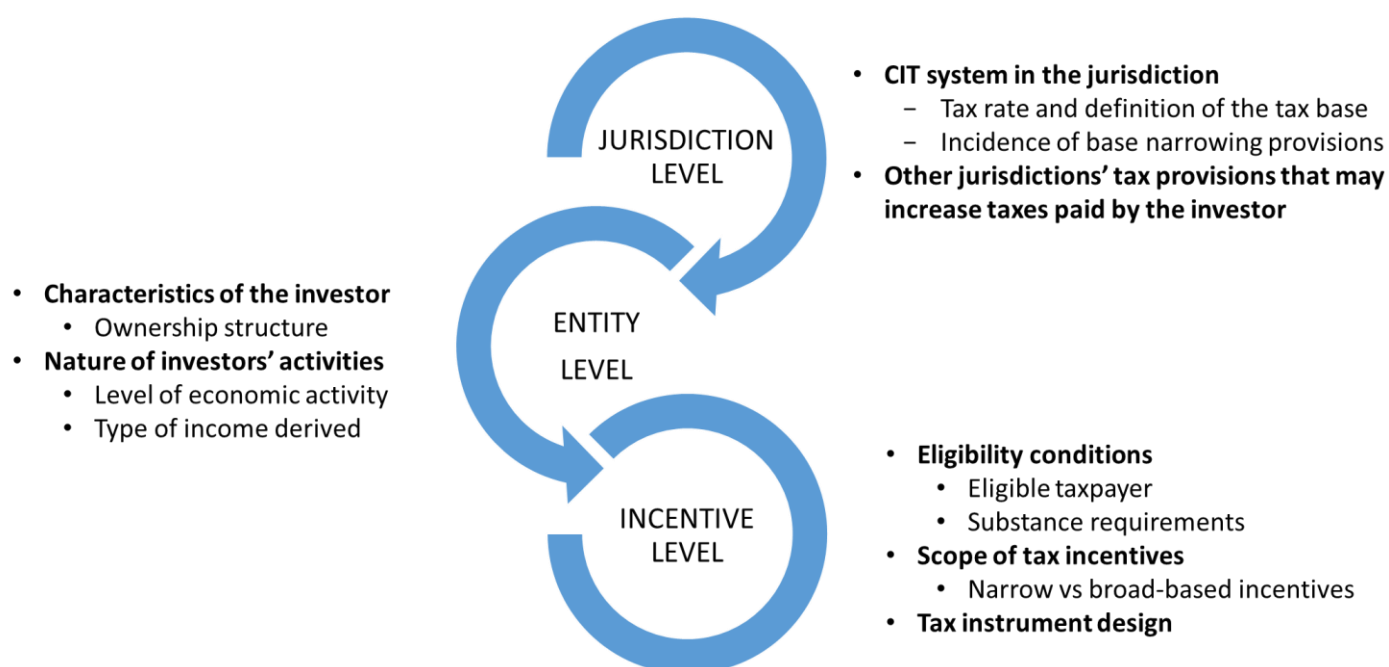 JURISDICTION
LEVEL
• CIT system in the jurisdiction
− Tax rate and definition of the tax base
− Incidence of base narrowing provisions
• Other jurisdictions’ tax provisions that may
increase taxes paid by the investor
ENTITY
LEVEL
• Characteristics of the investor
• Ownership structure
• Nature of investors’ activities
• Level of economic activity
• Type of income derived
INCENTIVE
LEVEL
• Eligibility conditions
• Eligible taxpayer
• Substance requirements
• Scope of tax incentives
• Narrow vs broad-based incentives
• Tax instrument design